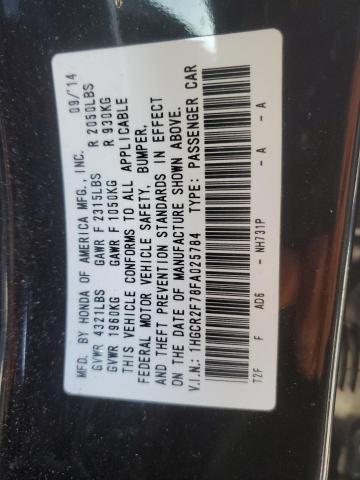 MFD. BY HONDA OF AMERICA MFG., INC. 09/'14
GVWR 4321LBS GAWR F 2315LBS R 2050LBS
GVWR 1960KG GAWR F 1050KG R 930KG
THIS VEHICLE CONFORMS TO ALL APPLICABLE
FEDERAL MOTOR VEHICLE SAFETY, BUMPER,
AND THEFT PREVENTION STANDARDS IN EFFECT
ON THE DATE OF MANUFACTURE SHOWN ABOVE.
V.I.N.: 1HGCR2F78FA025784 TYPE: PASSENGER CAR
T2F F AD6 - NH731P - A - A